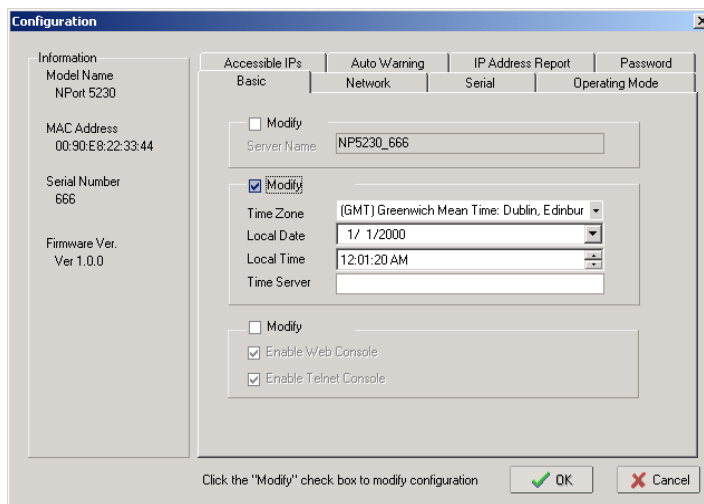 Configuration
Information
Model Name
NPort 5230
MAC Address
00:90:E8:22:33:44
Serial Number
666
Firmware Ver.
Ver 1.0.0
Accessible IPs
Auto Warning
IP Address Report
Password
Basic
Network
Serial
Operating Mode
Modify
Server Name
NP5230_666
Modify
Time Zone
(GMT) Greenwich Mean Time: Dublin, Edinbur
Local Date
1/ 1/2000
Local Time
12:01:20 AM
Time Server
Modify
Enable Web Console
Enable Telnet Console
Click the "Modify" check box to modify configuration
OK
Cancel